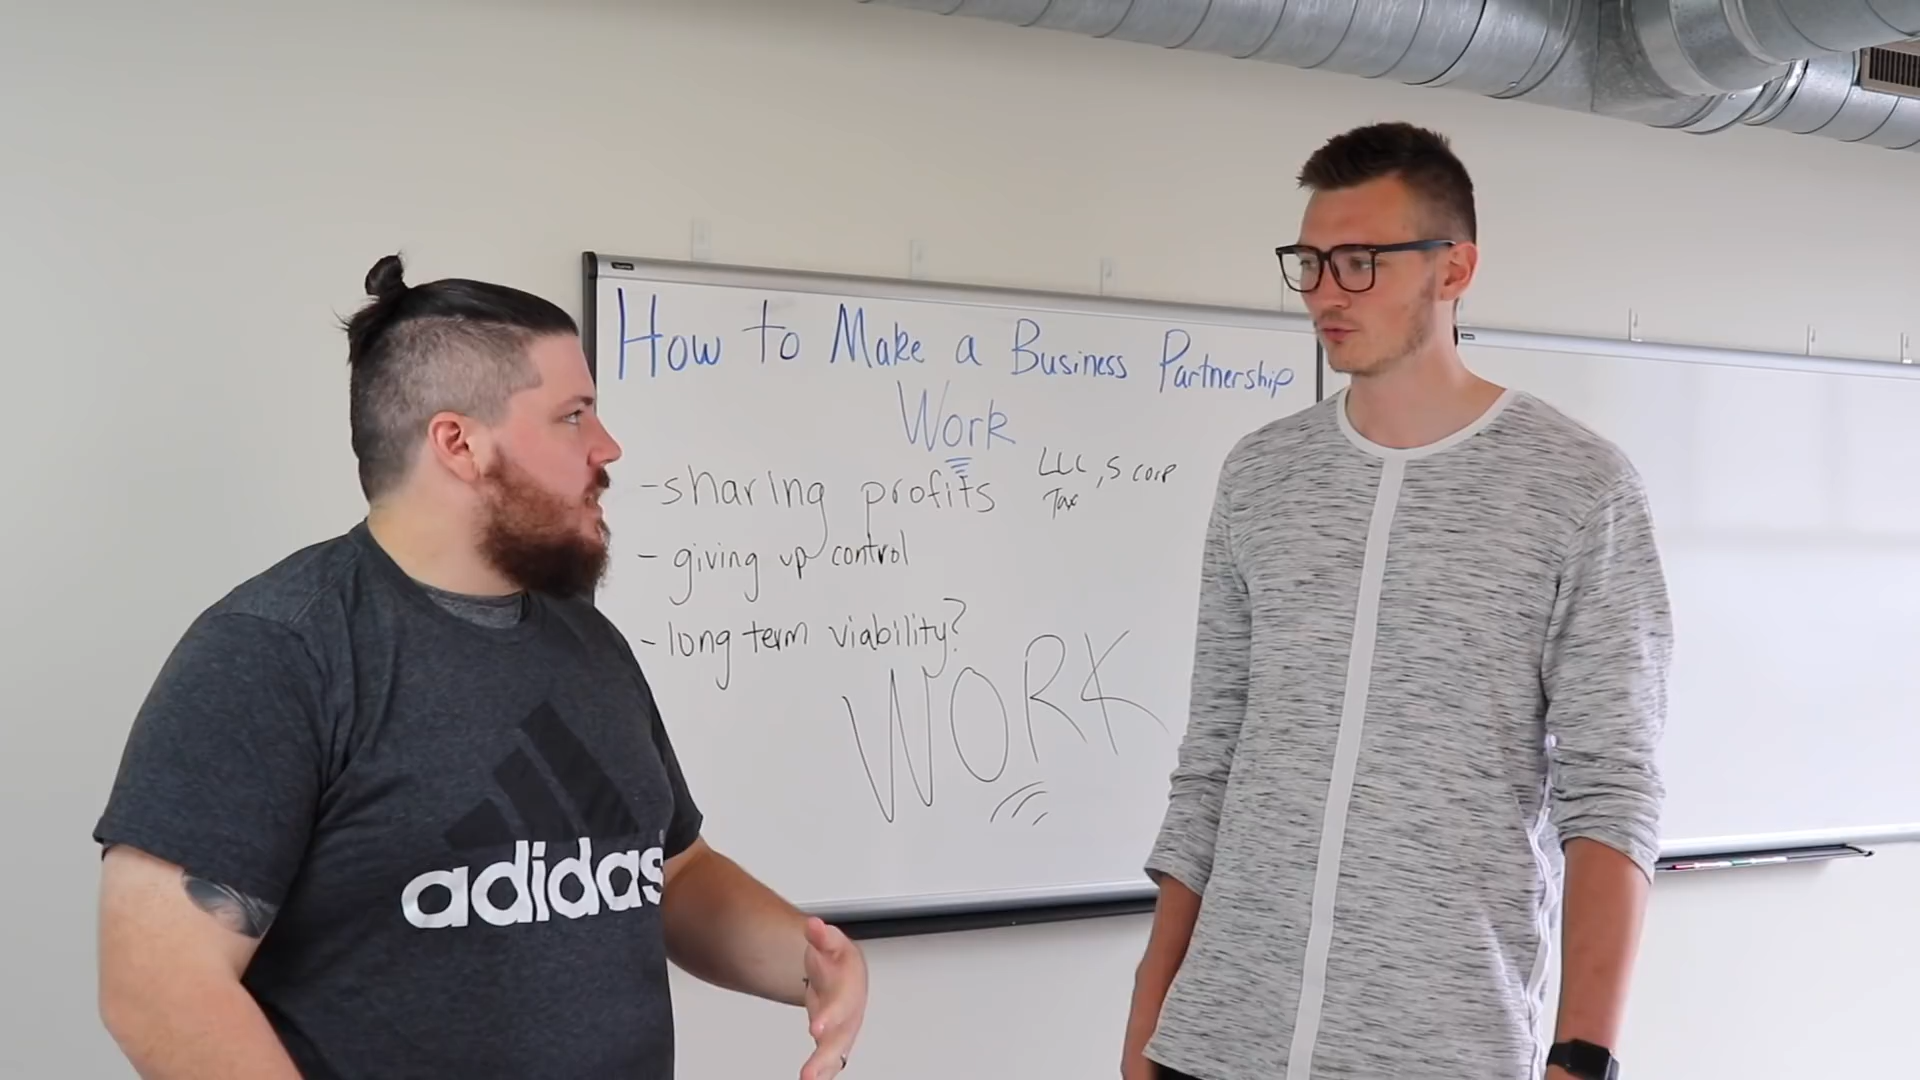 How to Make a Business Partnership
Work
-sharing profits
LLC, S corp
Tax
- giving up control
- long term viability?
WORK
adidas